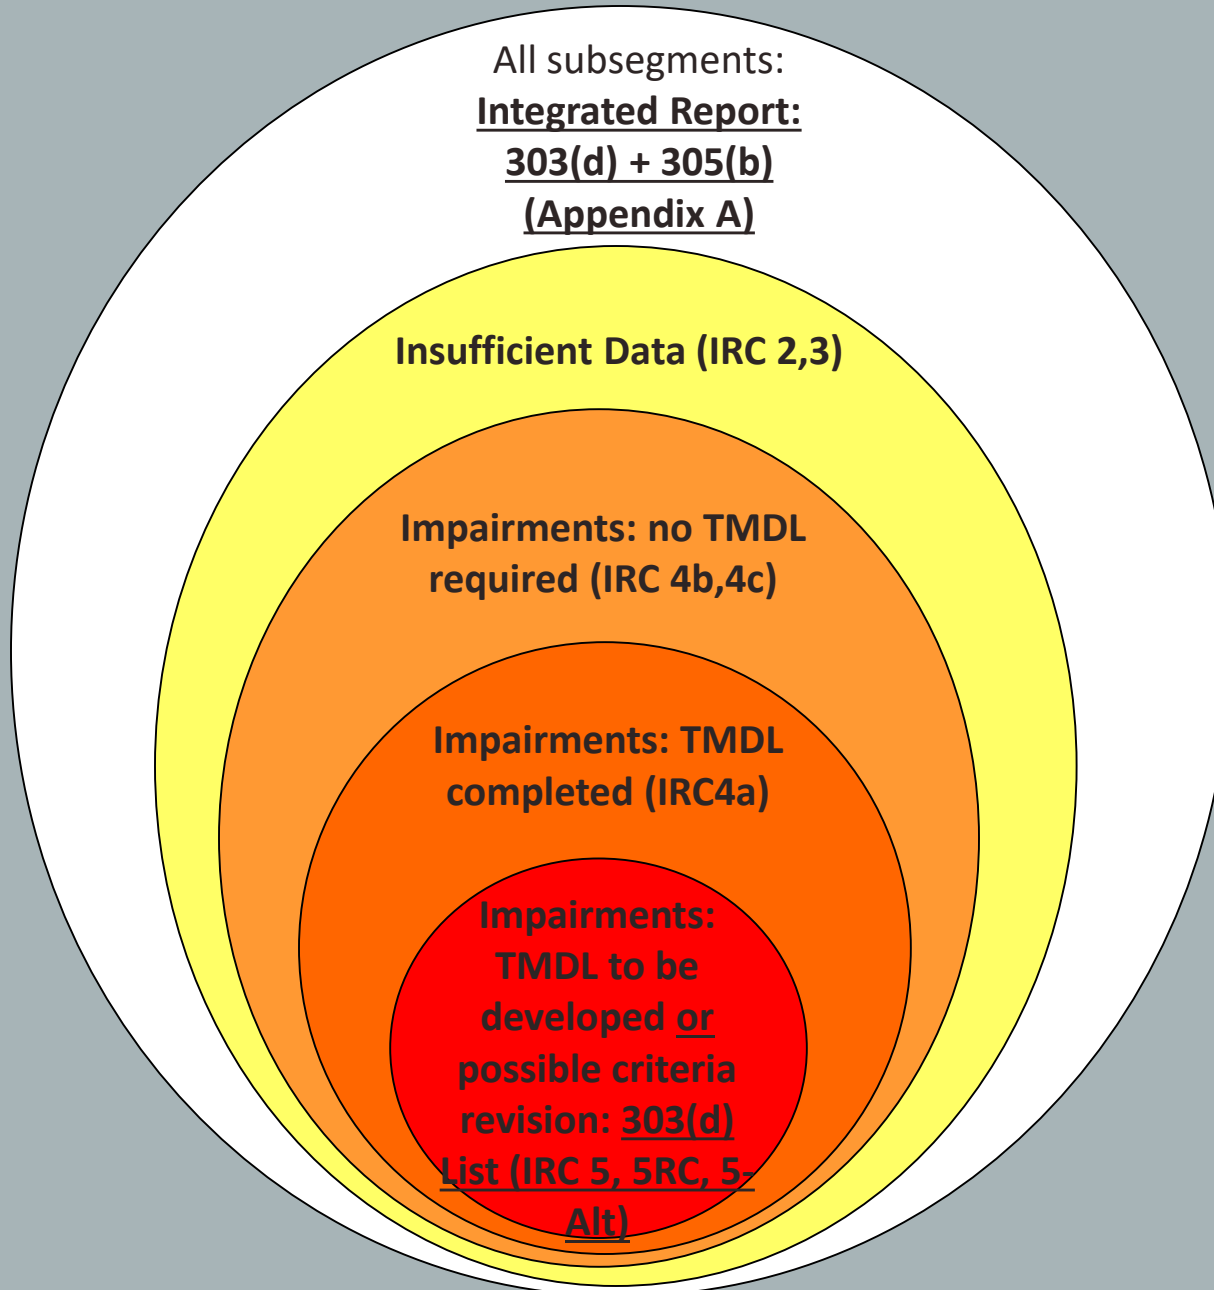 All subsegments:
Integrated Report:
303(d) + 305(b)
(Appendix A)
Insufficient Data (IRC 2,3)
Impairments: no TMDL
required (IRC 4b,4c)
Impairments: TMDL
completed (IRC4a)
Impairments:
TMDL to be
developed or
possible criteria
revision: 303(d)
List (IRC 5, 5RC, 5-
Alt)